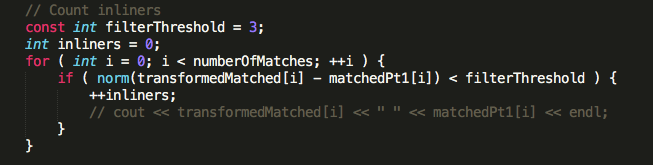 // Count inliners
const int filterThreshold = 3;
int inliners = 0;
for ( int i = 0; i < numberOfMatches; ++i ) {
if ( norm(transformedMatched[i] - matchedPt1[i]) < filterThreshold ) {
++inliners;
// cout << transformedMatched[i] << " " << matchedPt1[i] << endl;
}
}